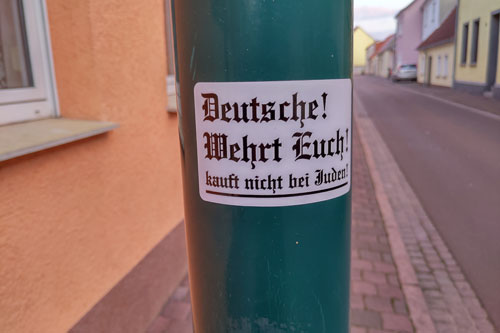 Deutsche!
Wehrt Euch!
kauft nicht bei Juden!